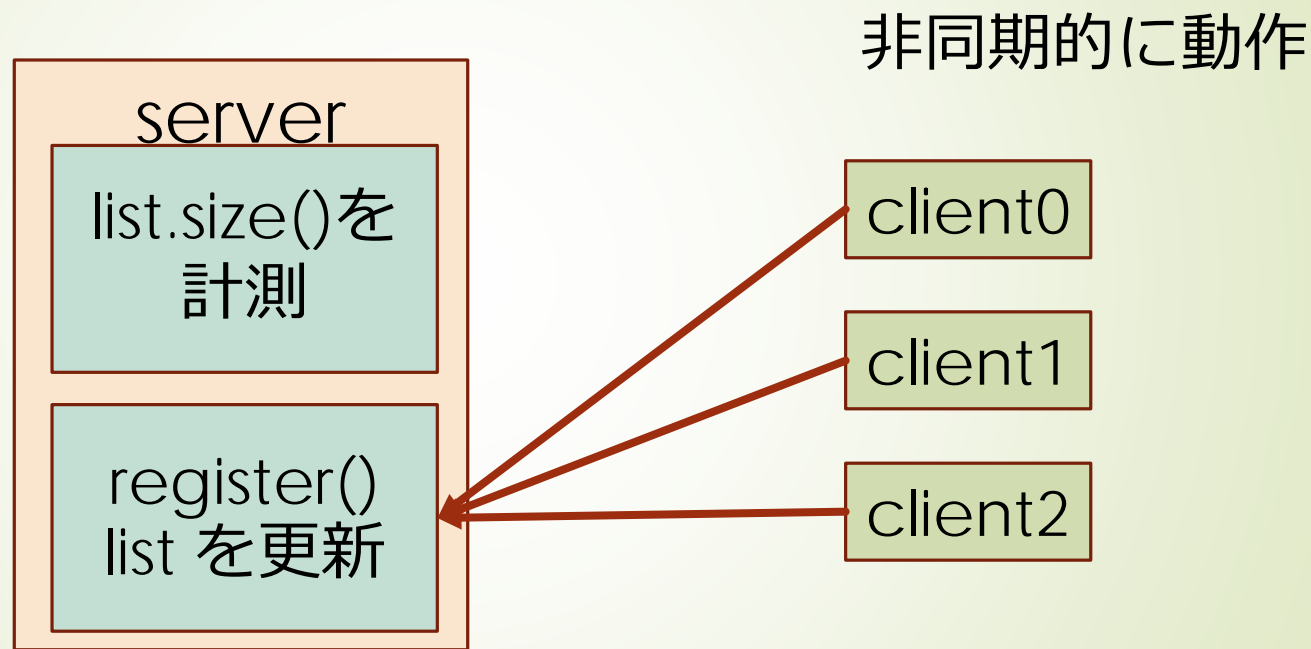 非同期的に動作
server
list.size()を
計測
register()
list を更新
client0
client1
client2